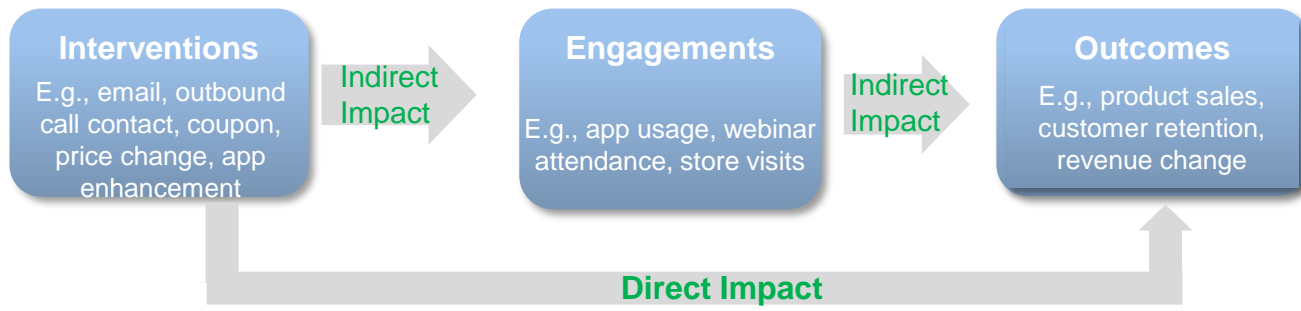 Interventions
E.g., email, outbound
call contact, coupon,
price change, app
enhancement
Indirect
Impact
Engagements
E.g., app usage, webinar
attendance, store visits
Indirect
Impact
Outcomes
E.g., product sales,
customer retention,
revenue change
Direct Impact